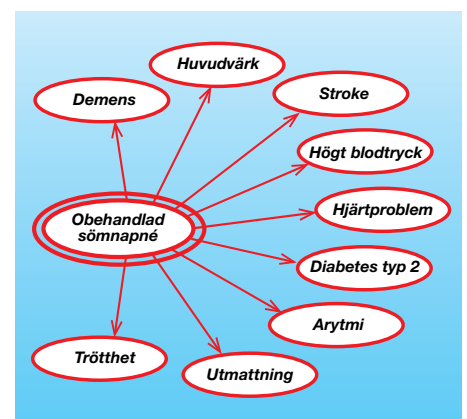 Huvudvärk
Demens
Stroke
Högt blodtryck
Obehandlad
sömnapné
Hjärtproblem
Diabetes typ 2
Arytmi
Trötthet
Utmattning